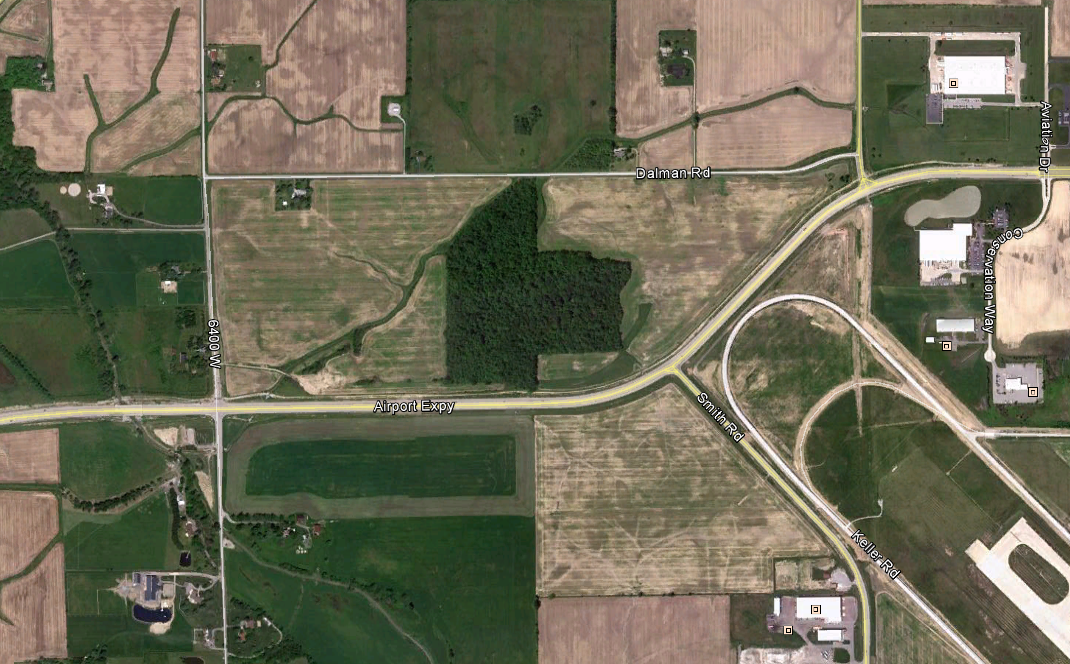 Aviation Dr
Dalman Rd
Conservation Way
6400 W
Airport Expy
Smith Rd
Keller Rd